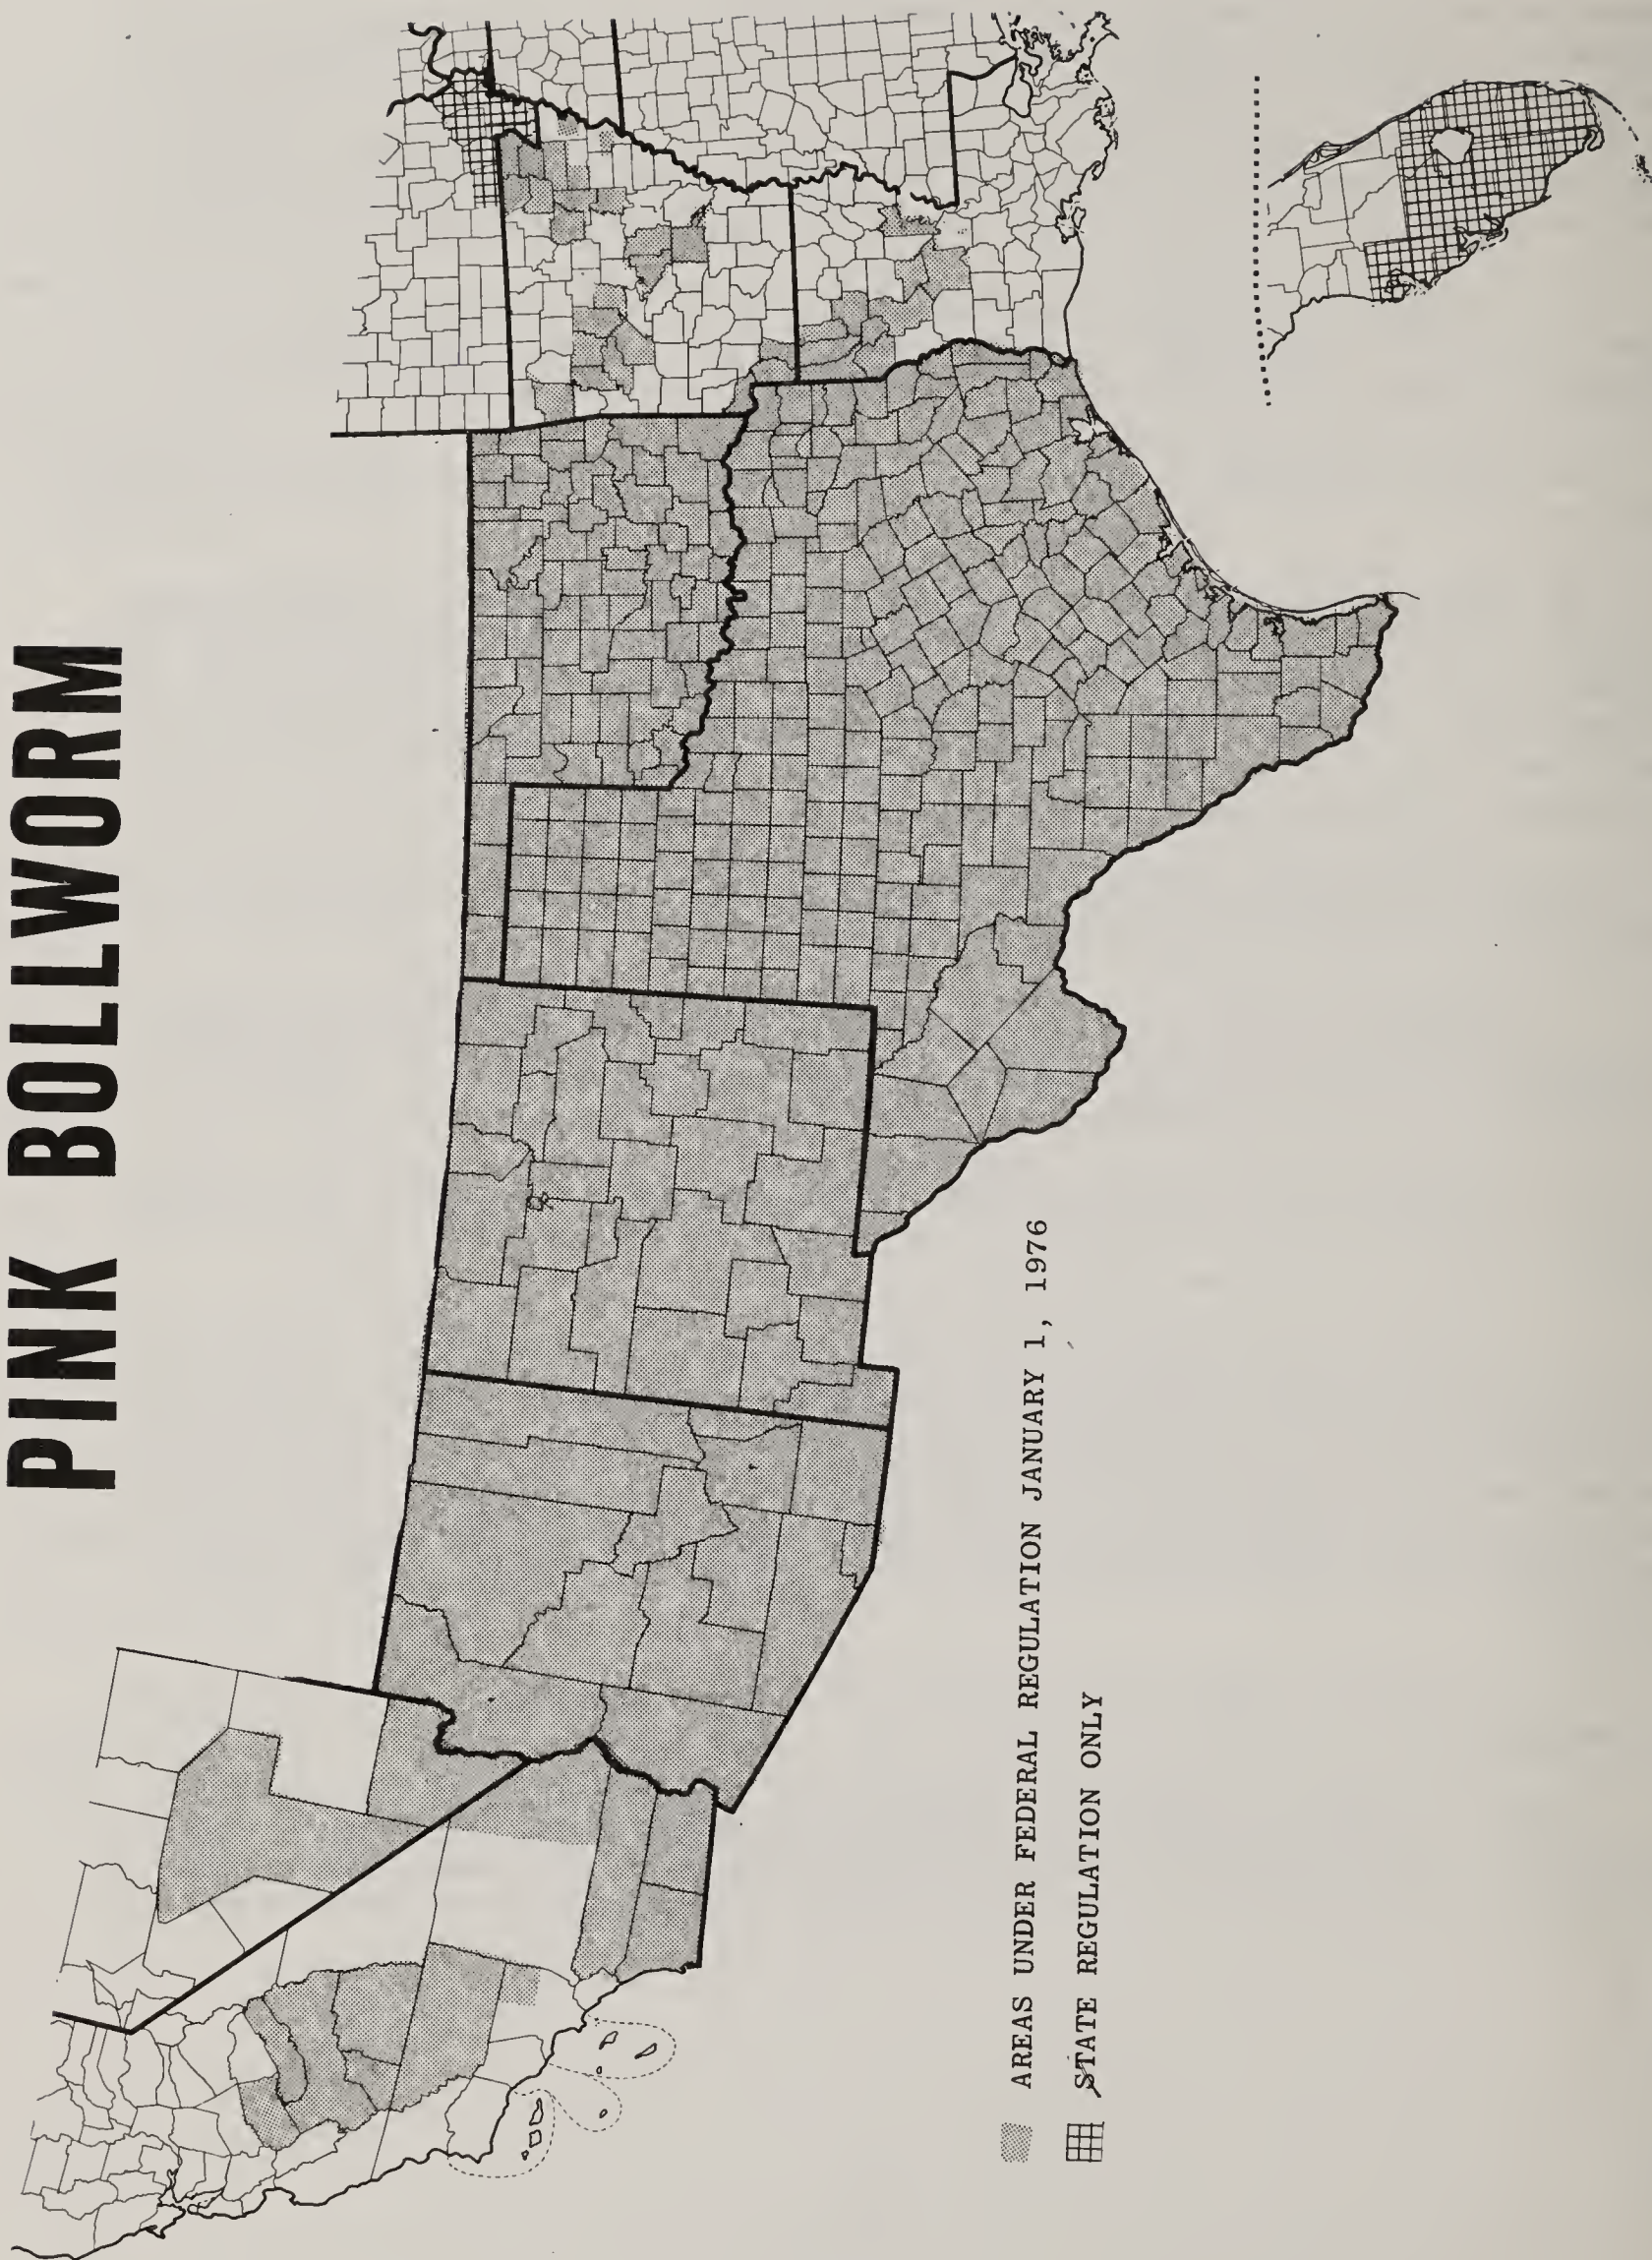 PINK BOLLWORM
AREAS UNDER FEDERAL REGULATION JANUARY 1, 1976
STATE REGULATION ONLY